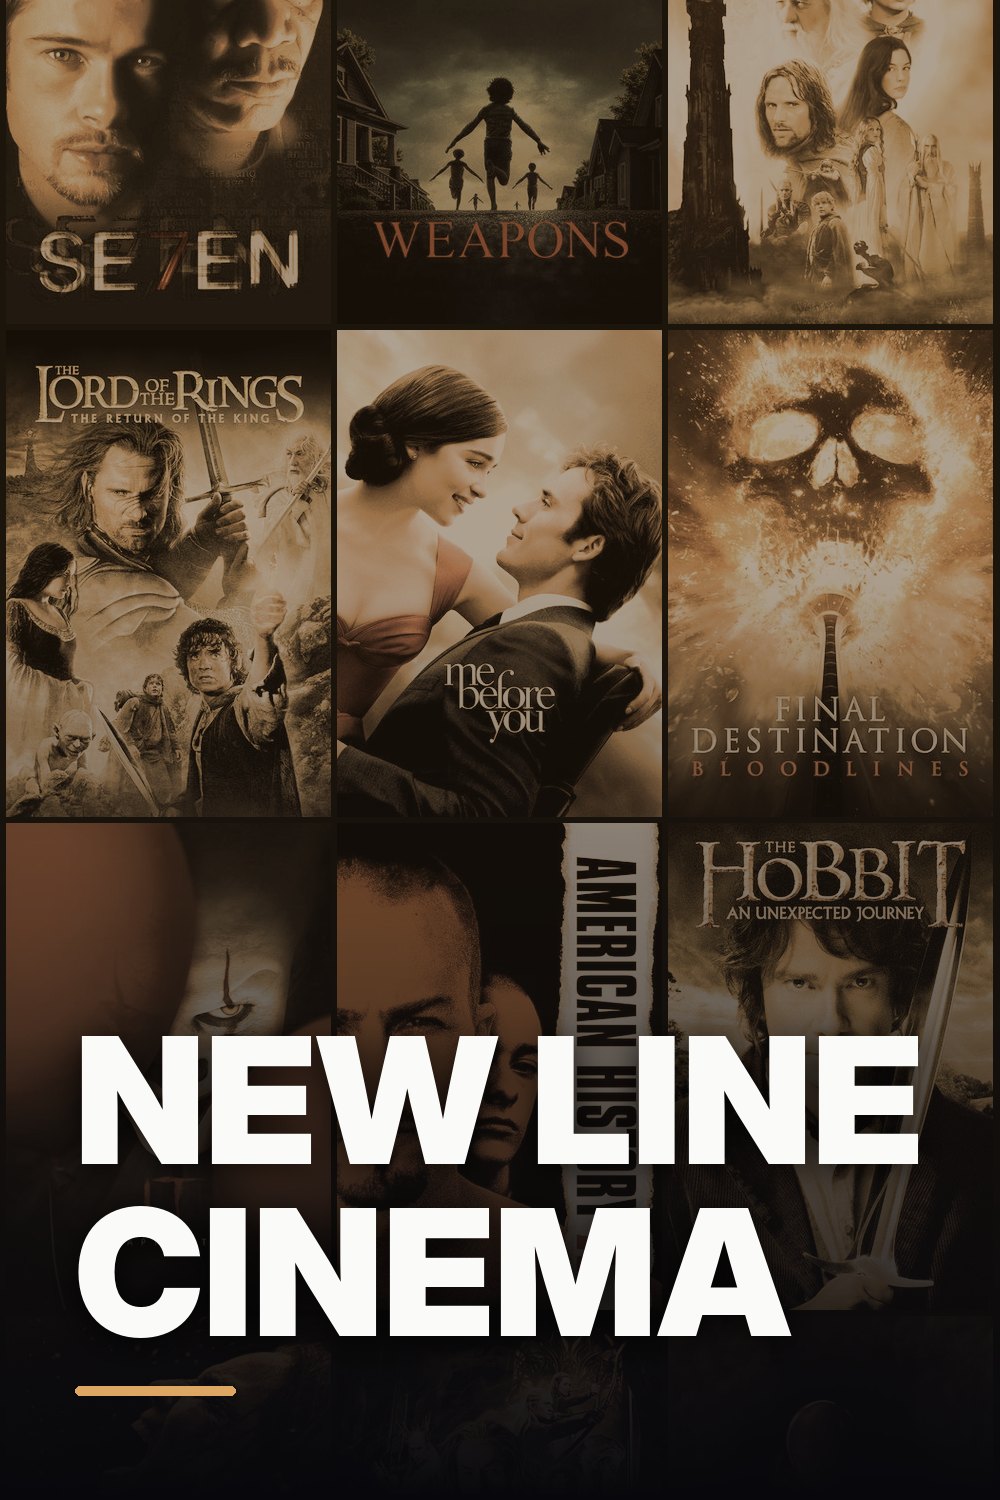 SE7EN
WEAPONS
THE
LORD OF THE RINGS
THE RETURN OF THE KING
me
before
you
FINAL
DESTINATION
BLOODLINES
AMERICAN HISTORY
THE
HOBBIT
AN UNEXPECTED JOURNEY
NEW LINE
CINEMA